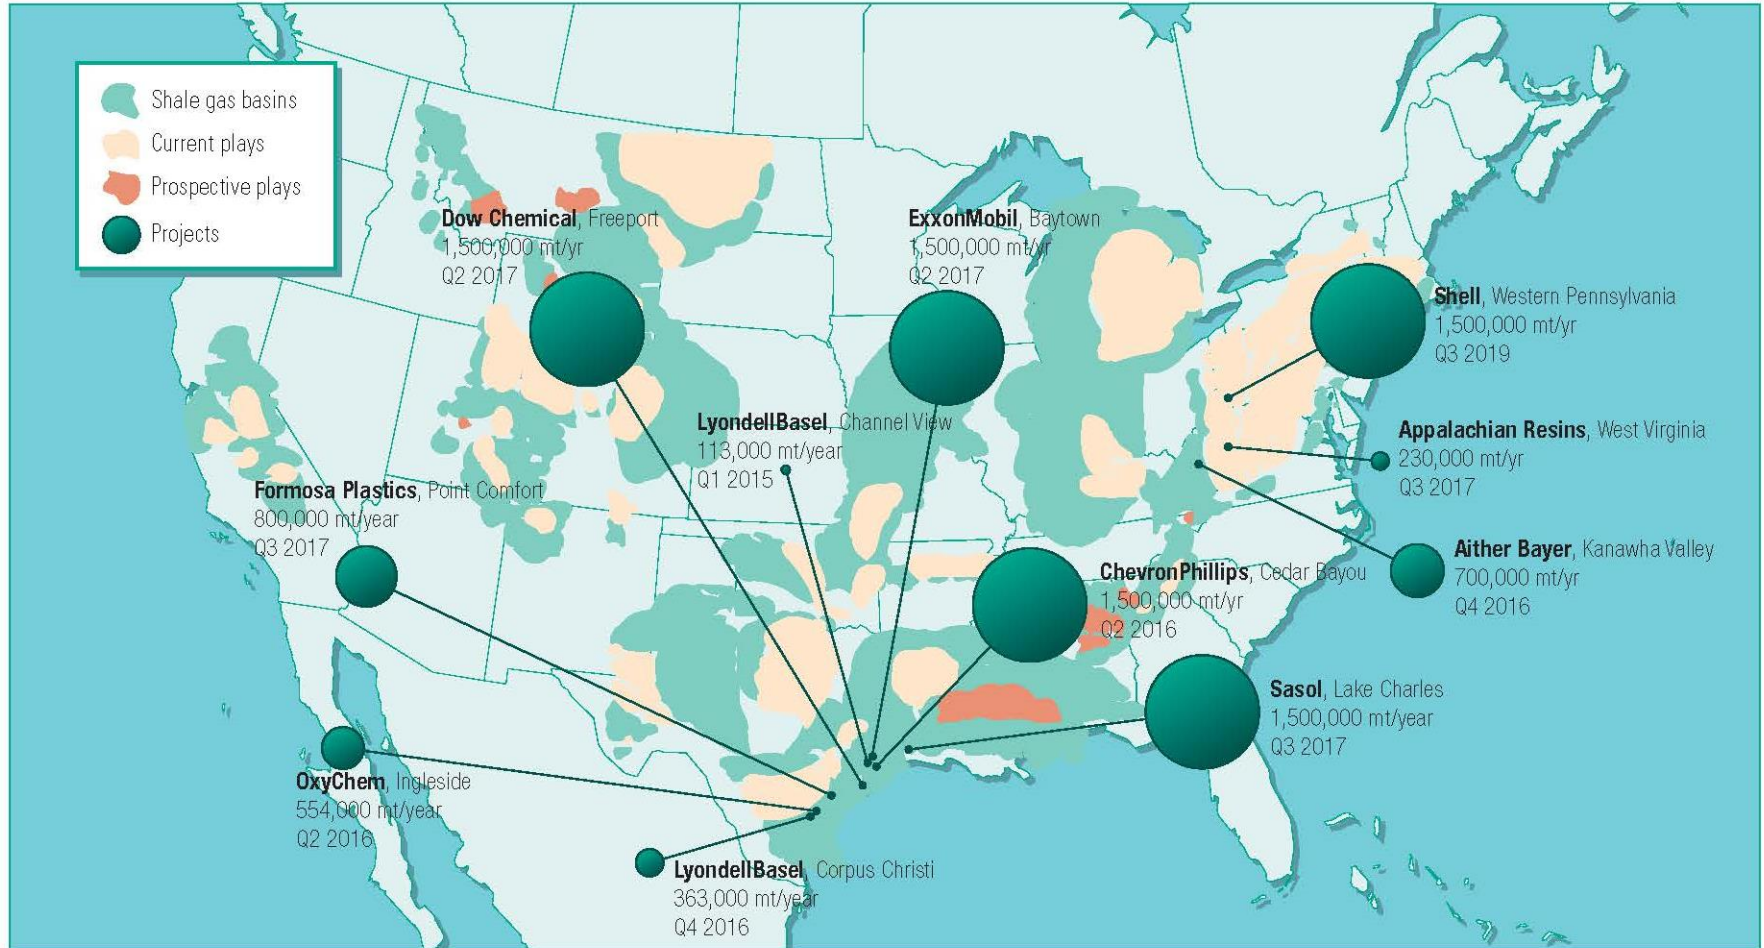 Shale gas basins
Current plays
Prospective plays
Projects
Dow Chemical, Freeport
1,500,000 mt/yr
Q2 2017
ExxonMobil, Baytown
1,500,000 mt/yr
Q2 2017
Shell, Western Pennsylvania
1,500,000 mt/yr
Q3 2019
LyondellBasel, Channel View
113,000 mt/year
Q1 2015
Appalachian Resins, West Virginia
230,000 mt/yr
Q3 2017
Formosa Plastics, Point Comfort
800,000 mt/year
Q3 2017
Aither Bayer, Kanawha Valley
700,000 mt/yr
Q4 2016
ChevronPhillips, Cedar Bayou
1,500,000 mt/yr
Q2 2016
Sasol, Lake Charles
1,500,000 mt/year
Q3 2017
OxyChem, Ingleside
554,000 mt/year
Q2 2016
LyondellBasel, Corpus Christi
363,000 mt/year
Q4 2016